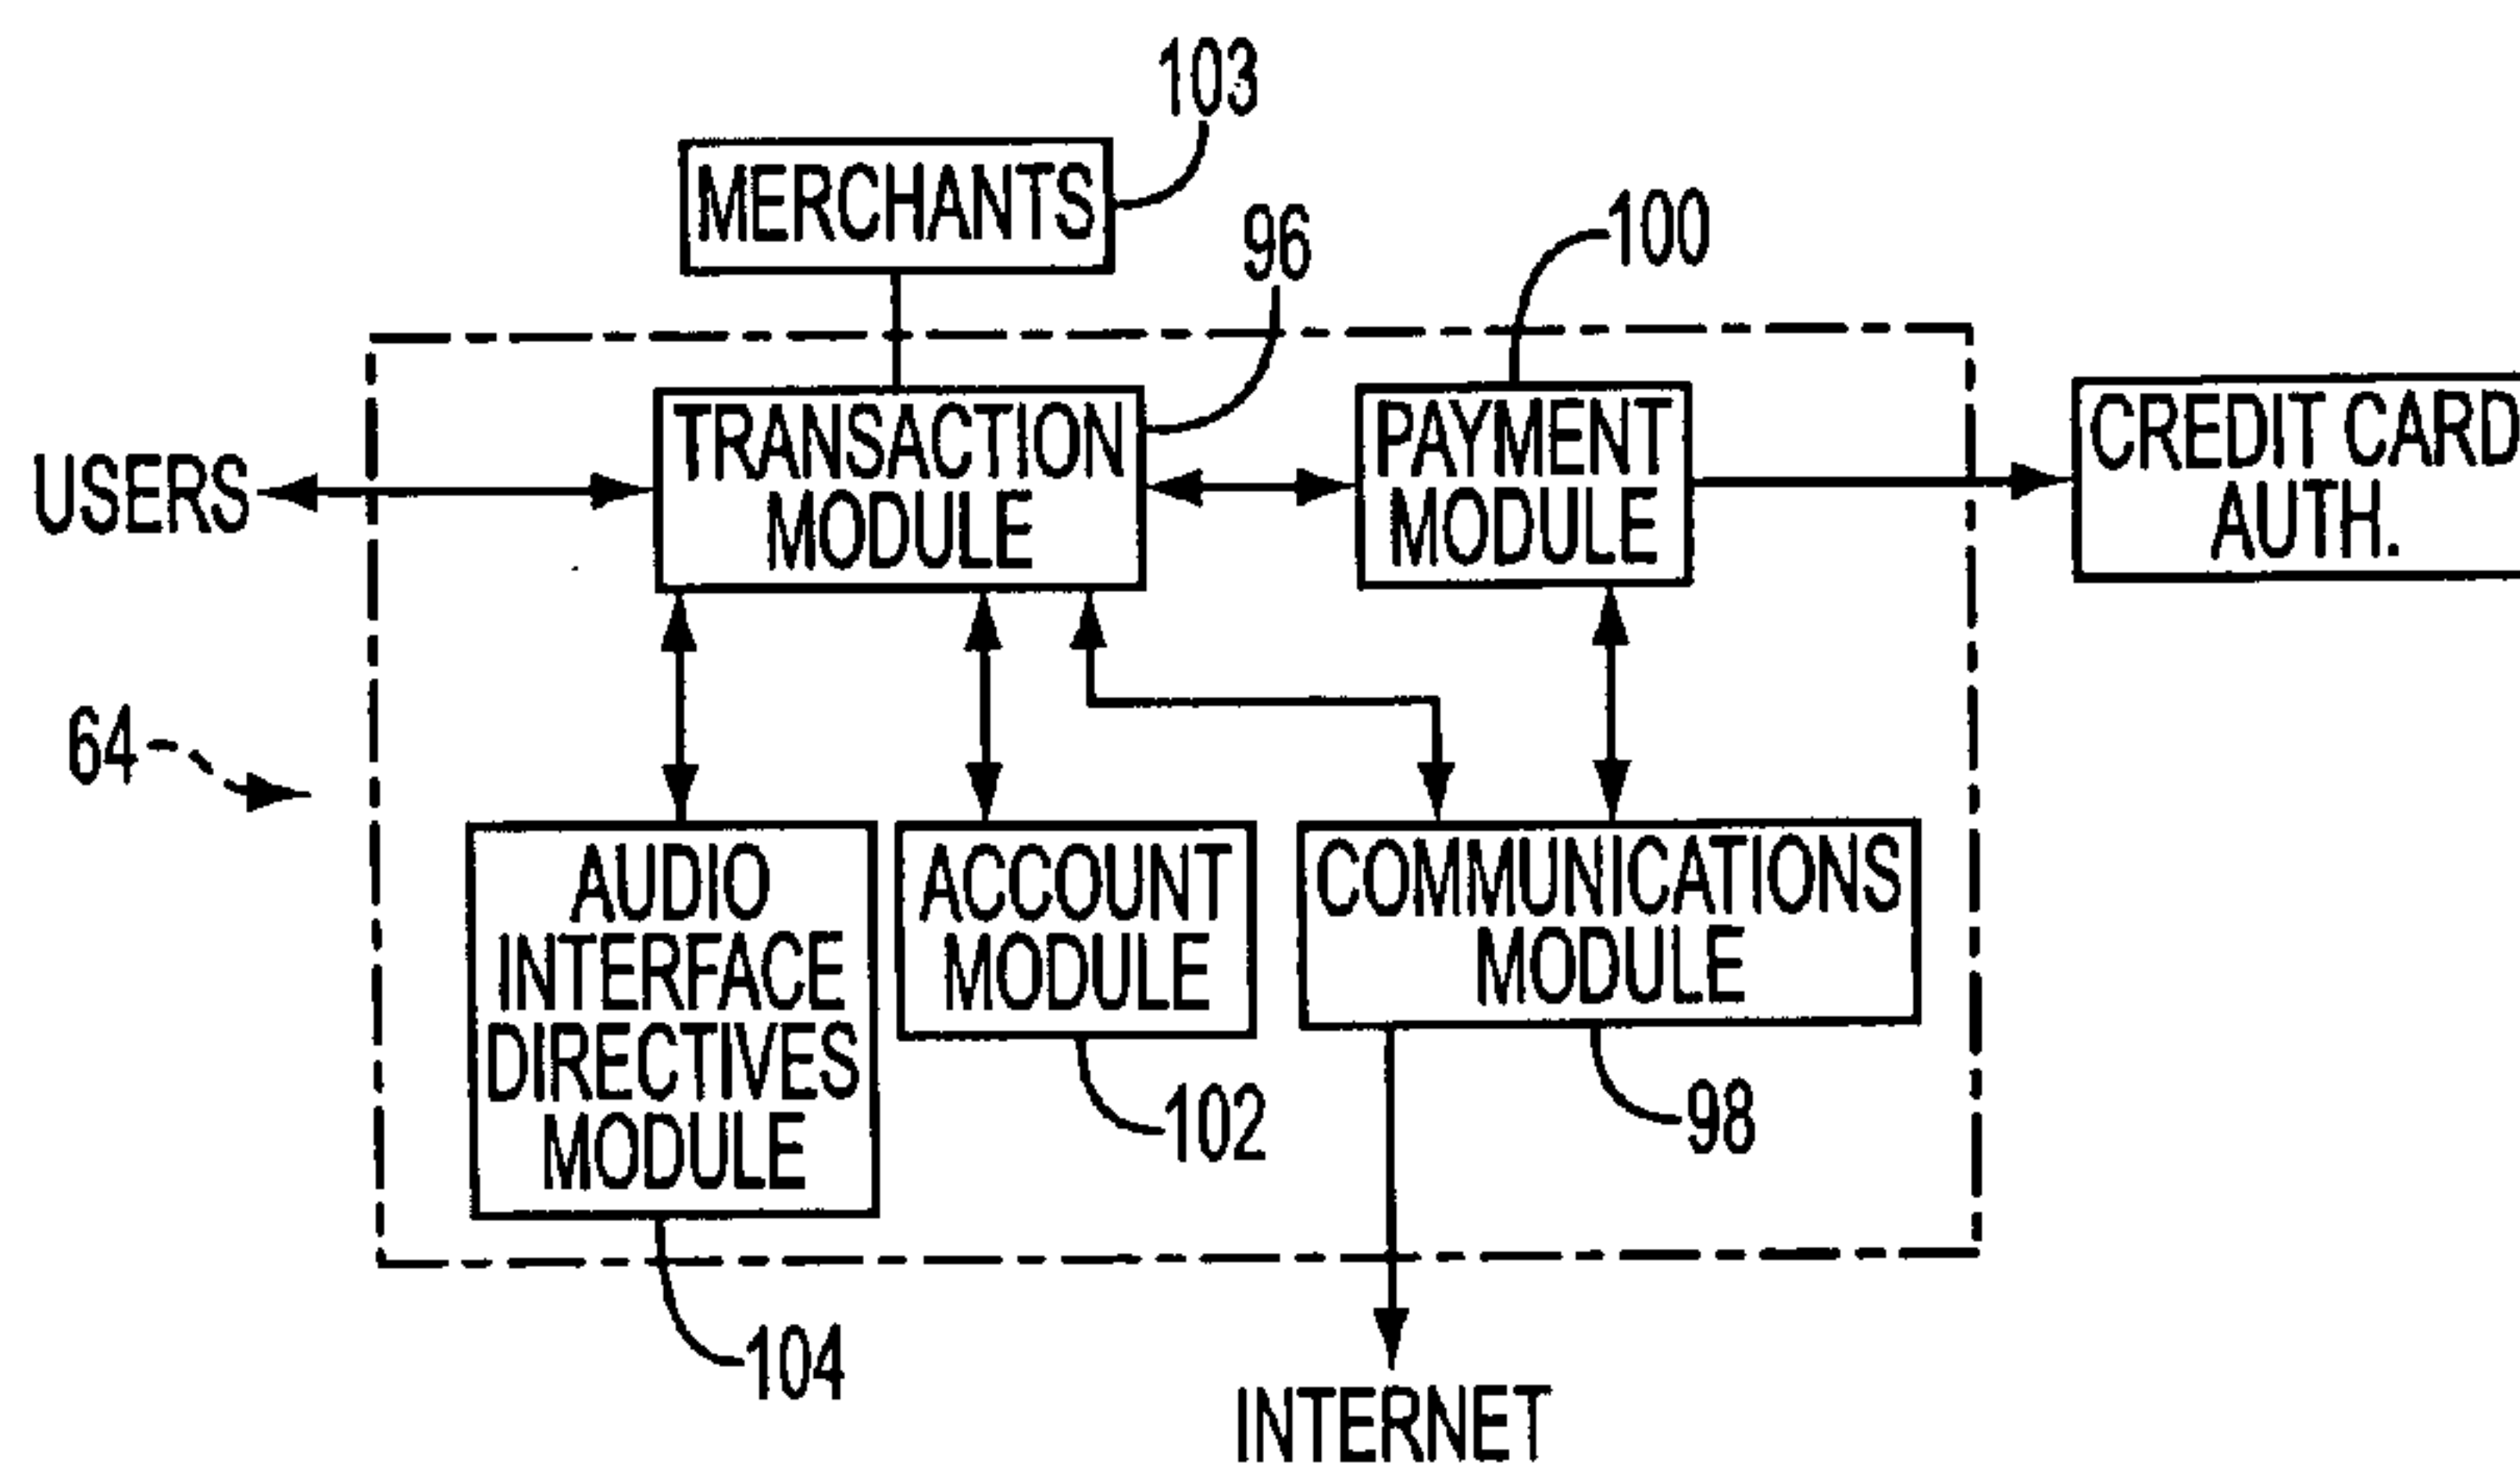 103
MERCHANTS
96
100
TRANSACTION
MODULE
PAYMENT
MODULE
CREDIT CARD
AUTH.
USERS
64
AUDIO
INTERFACE
DIRECTIVES
MODULE
ACCOUNT
MODULE
COMMUNICATIONS
MODULE
102
98
104
INTERNET